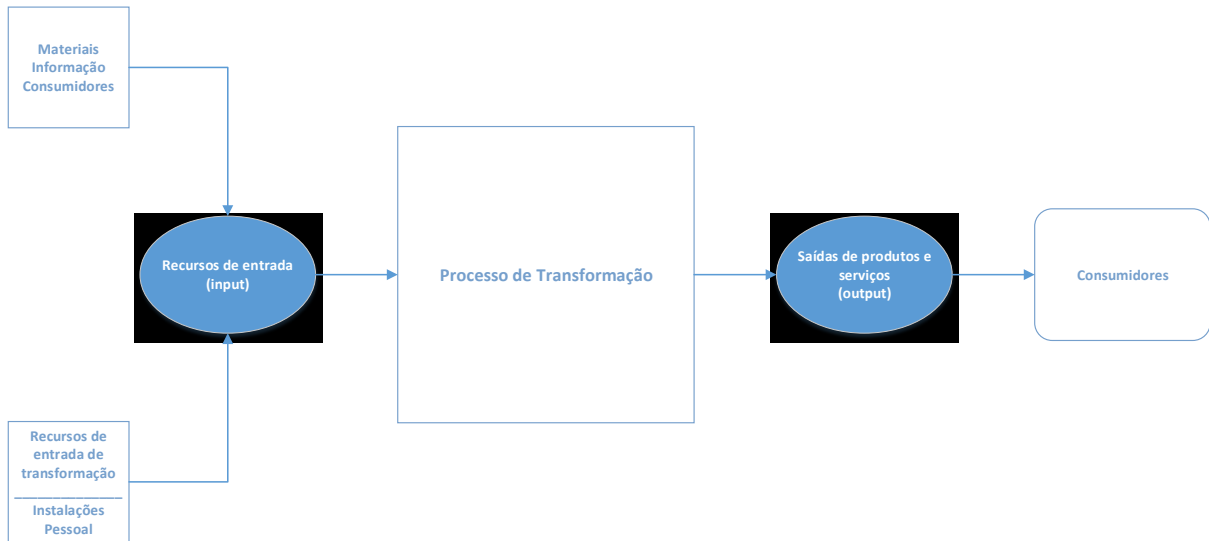 Materiais
Informação
Consumidores
Recursos de entrada
(input)
Processo de Transformação
Saídas de produtos e
serviços
(output)
Consumidores
Recursos de
entrada de
transformação
_____________
Instalações
Pessoal